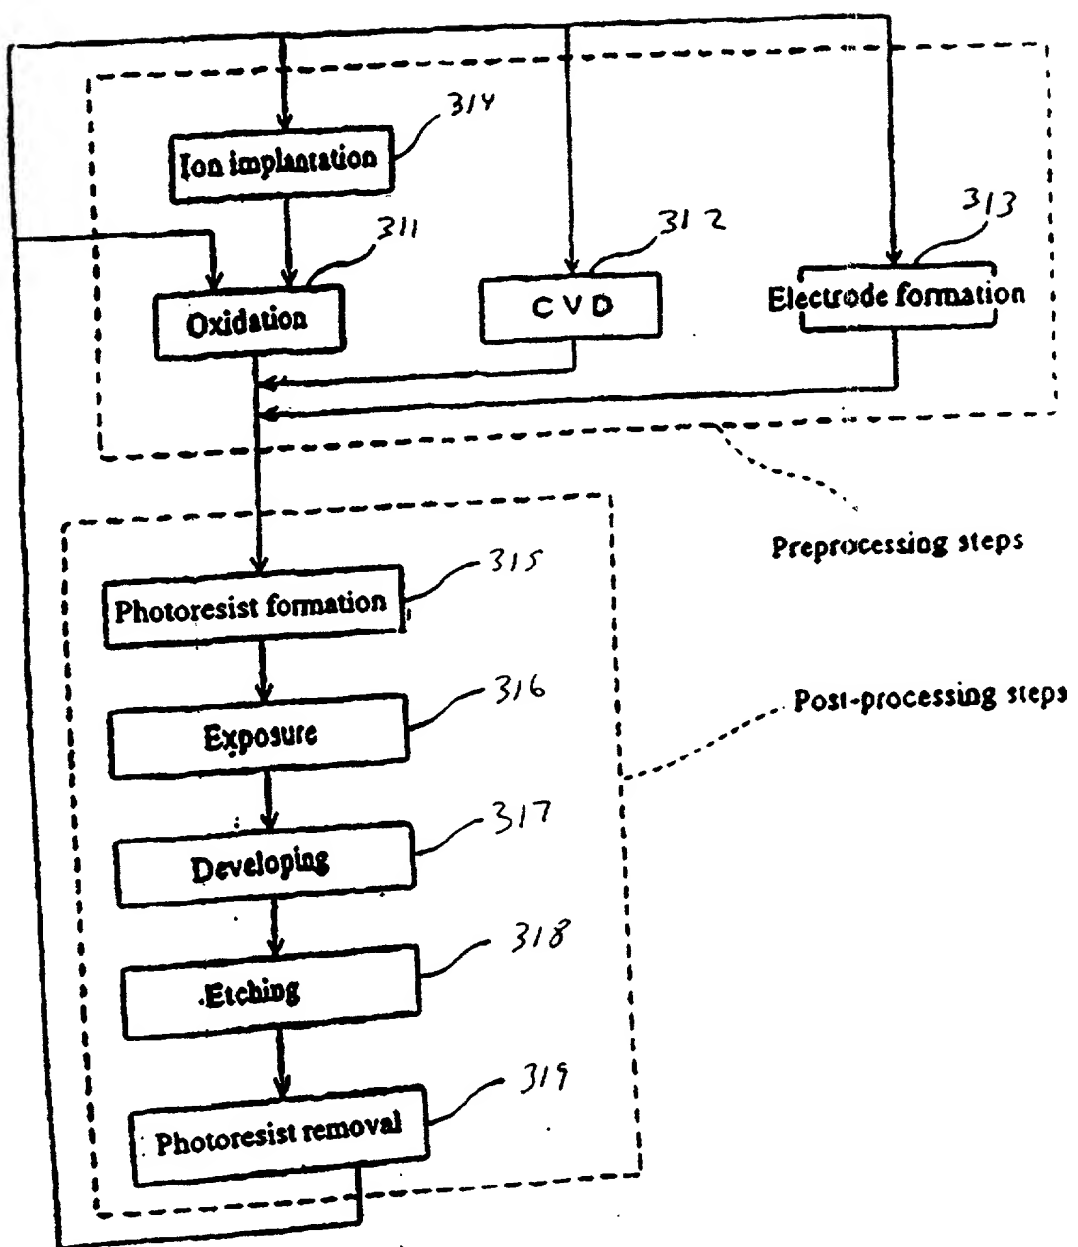 314
Ion implantation
311
312
313
Oxidation
CVD
Electrode formation
Preprocessing steps
315
Photoresist formation
316
Post-processing steps
Exposure
317
Developing
318
Etching
319
Photoresist removal